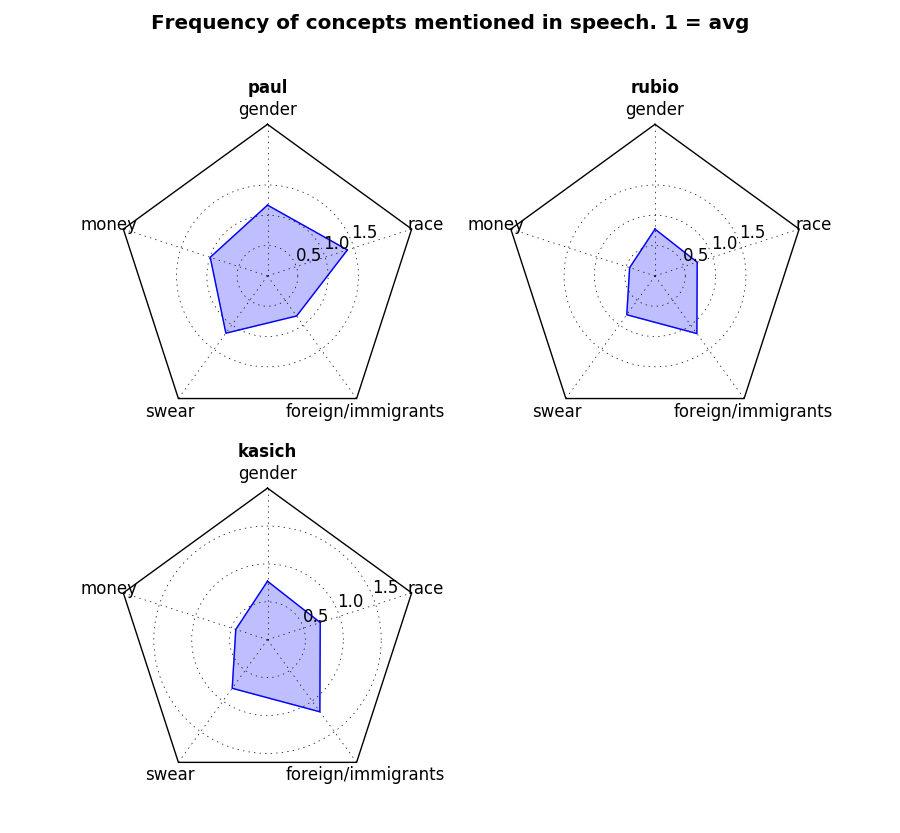 Frequency of concepts mentioned in speech. 1 = avg
paul
gender
money
race
0.5
1.0
1.5
swear
foreign/immigrants
rubio
gender
money
race
0.5
1.0
1.5
swear
foreign/immigrants
kasich
gender
money
race
0.5
1.0
1.5
swear
foreign/immigrants